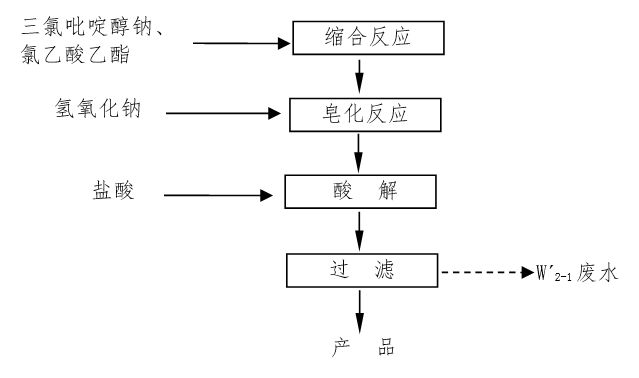 三氯吡啶醇钠、
氯乙酸乙酯
缩合反应
氢氧化钠
皂化反应
盐酸
酸 解
过 滤
W′2-1废水
产 品